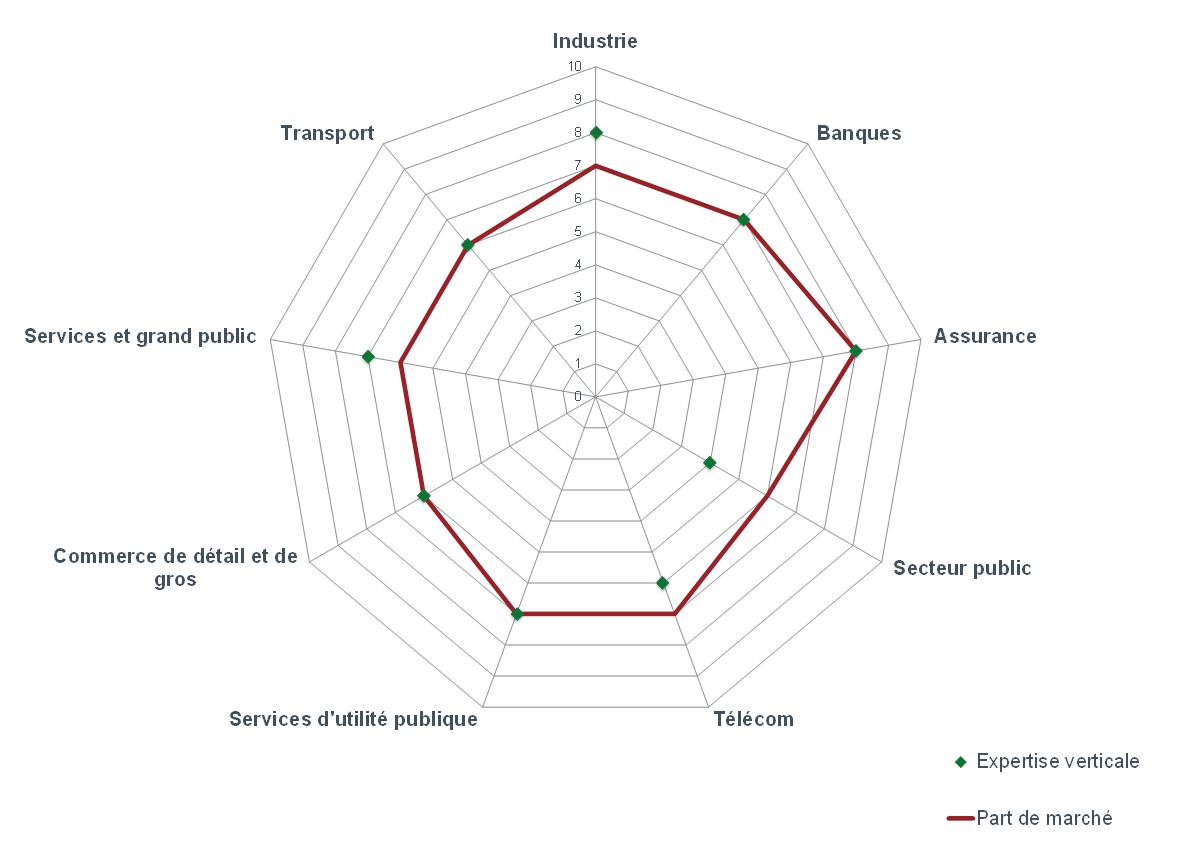 Industrie
10
9
8
7
6
5
4
3
2
1
0
Transport
Banques
Services et grand public
Assurance
Commerce de détail et de
gros
Secteur public
Services d'utilité publique
Télécom
Expertise verticale
Part de marché